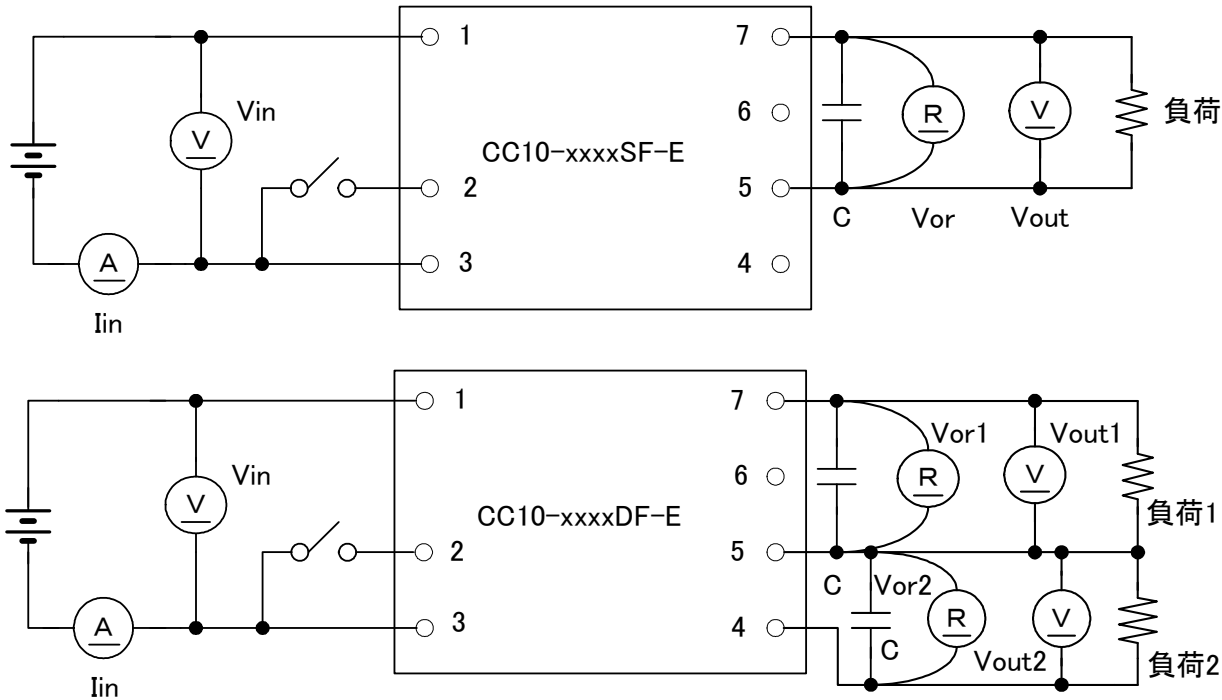 1
7
Vin
V
6
R
V
負荷
CC10-xxxxSF-E
2
5
C
Vor
Vout
A
3
4
Iin
1
7
Vor1
Vout1
Vin
V
6
R
V
CC10-xxxxDF-E
負荷1
2
5
C
Vor2
A
3
4
R
V
C
Vout2
負荷2
Iin